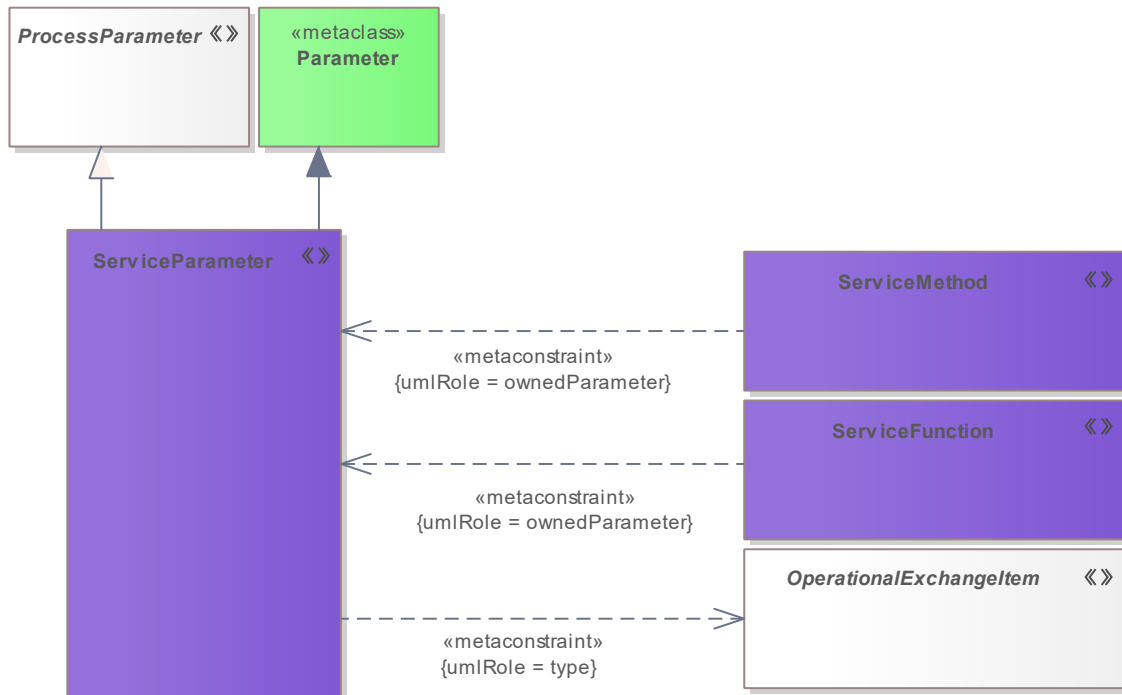 ProcessParameter «»
«metaclass»
Parameter
ServiceParameter «»
ServiceMethod «»
«metaconstraint»
{umlRole = ownedParameter}
ServiceFunction «»
«metaconstraint»
{umlRole = ownedParameter}
OperationalExchangeItem «»
«metaconstraint»
{umlRole = type}